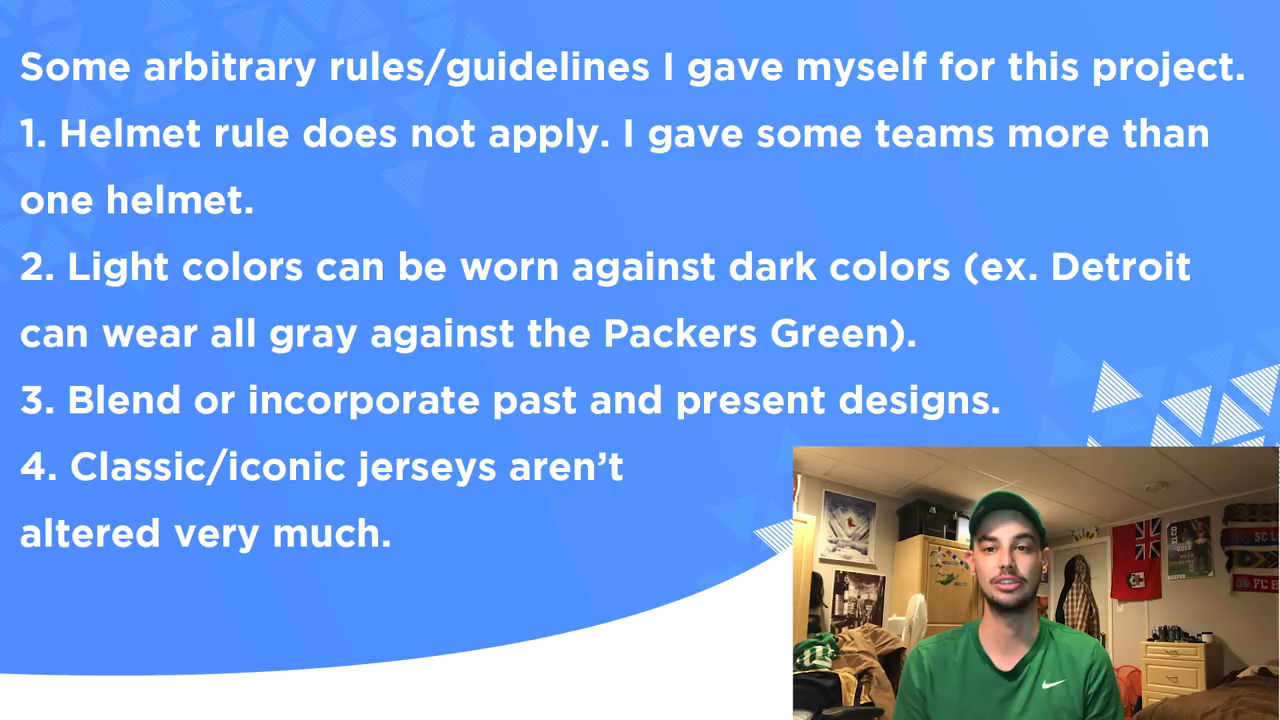 Some arbitrary rules/guidelines I gave myself for this project.
1. Helmet rule does not apply. I gave some teams more than
one helmet.
2. Light colors can be worn against dark colors (ex. Detroit
can wear all gray against the Packers Green).
3. Blend or incorporate past and present designs.
4. Classic/iconic jerseys aren’t
altered very much.